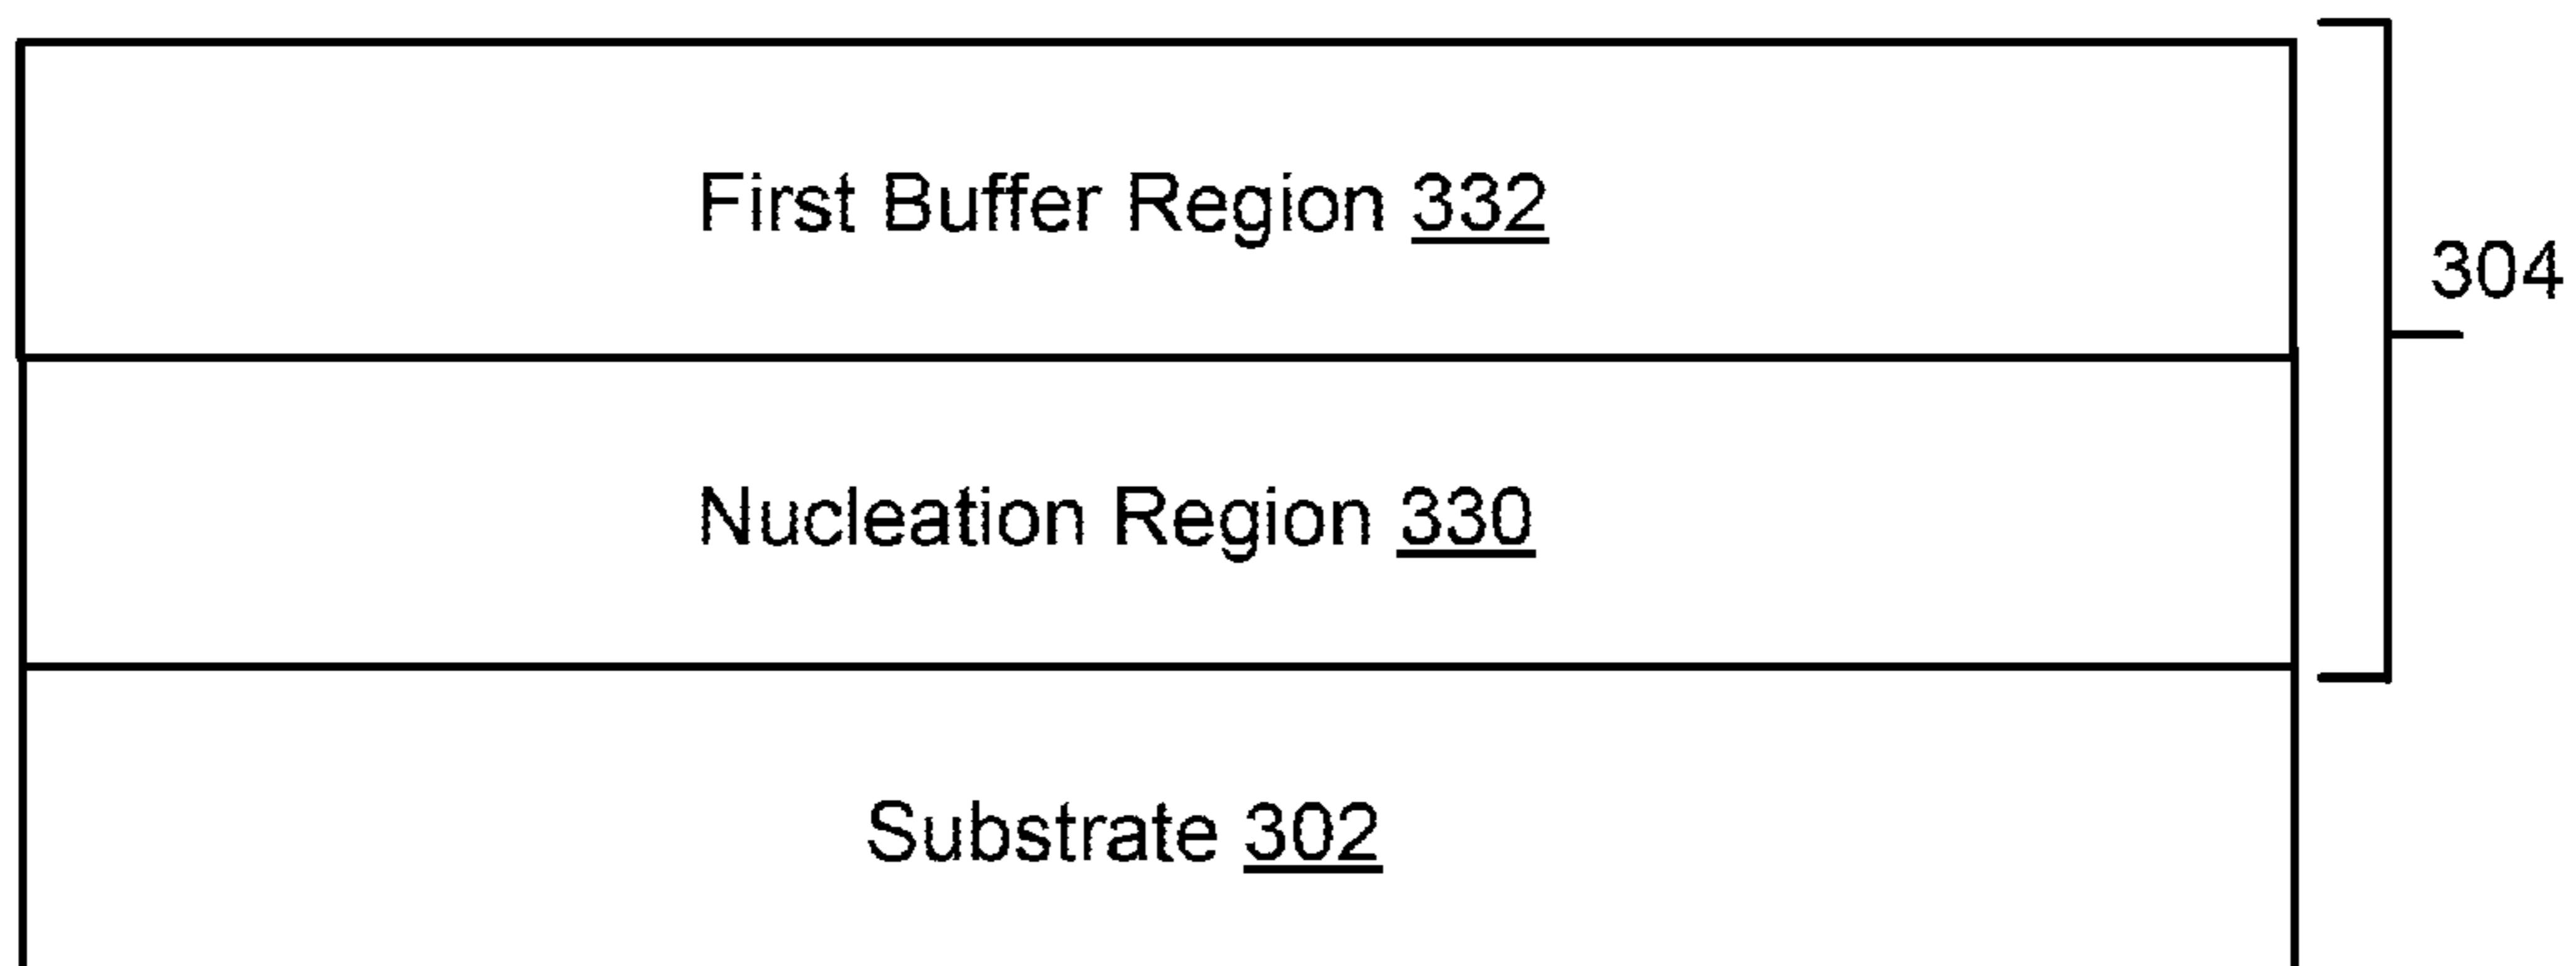 First Buffer Region 332
304
Nucleation Region 330
Substrate 302